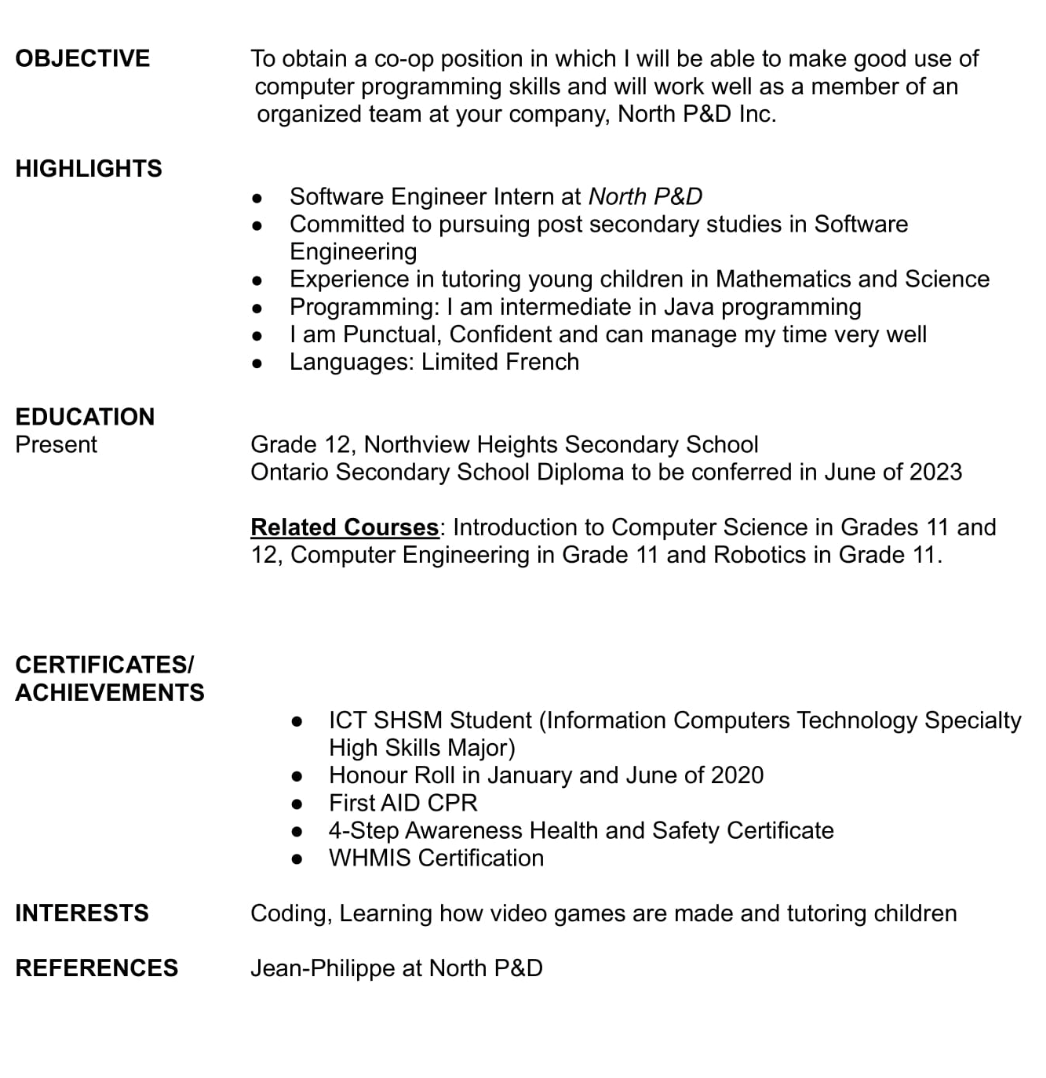 OBJECTIVE To obtain a co-op position in which I will be able to make good use of
computer programming skills and will work well as a member of an
organized team at your company, North P&D Inc.
HIGHLIGHTS
● Software Engineer Intern at North P&D
● Committed to pursuing post secondary studies in Software
Engineering
● Experience in tutoring young children in Mathematics and Science
● Programming: I am intermediate in Java programming
● I am Punctual, Confident and can manage my time very well
● Languages: Limited French
EDUCATION
Present Grade 12, Northview Heights Secondary School
Ontario Secondary School Diploma to be conferred in June of 2023
Related Courses: Introduction to Computer Science in Grades 11 and
12, Computer Engineering in Grade 11 and Robotics in Grade 11.
CERTIFICATES/
ACHIEVEMENTS
● ICT SHSM Student (Information Computers Technology Specialty
High Skills Major)
● Honour Roll in January and June of 2020
● First AID CPR
● 4-Step Awareness Health and Safety Certificate
● WHMIS Certification
INTERESTS Coding, Learning how video games are made and tutoring children
REFERENCES Jean-Philippe at North P&D